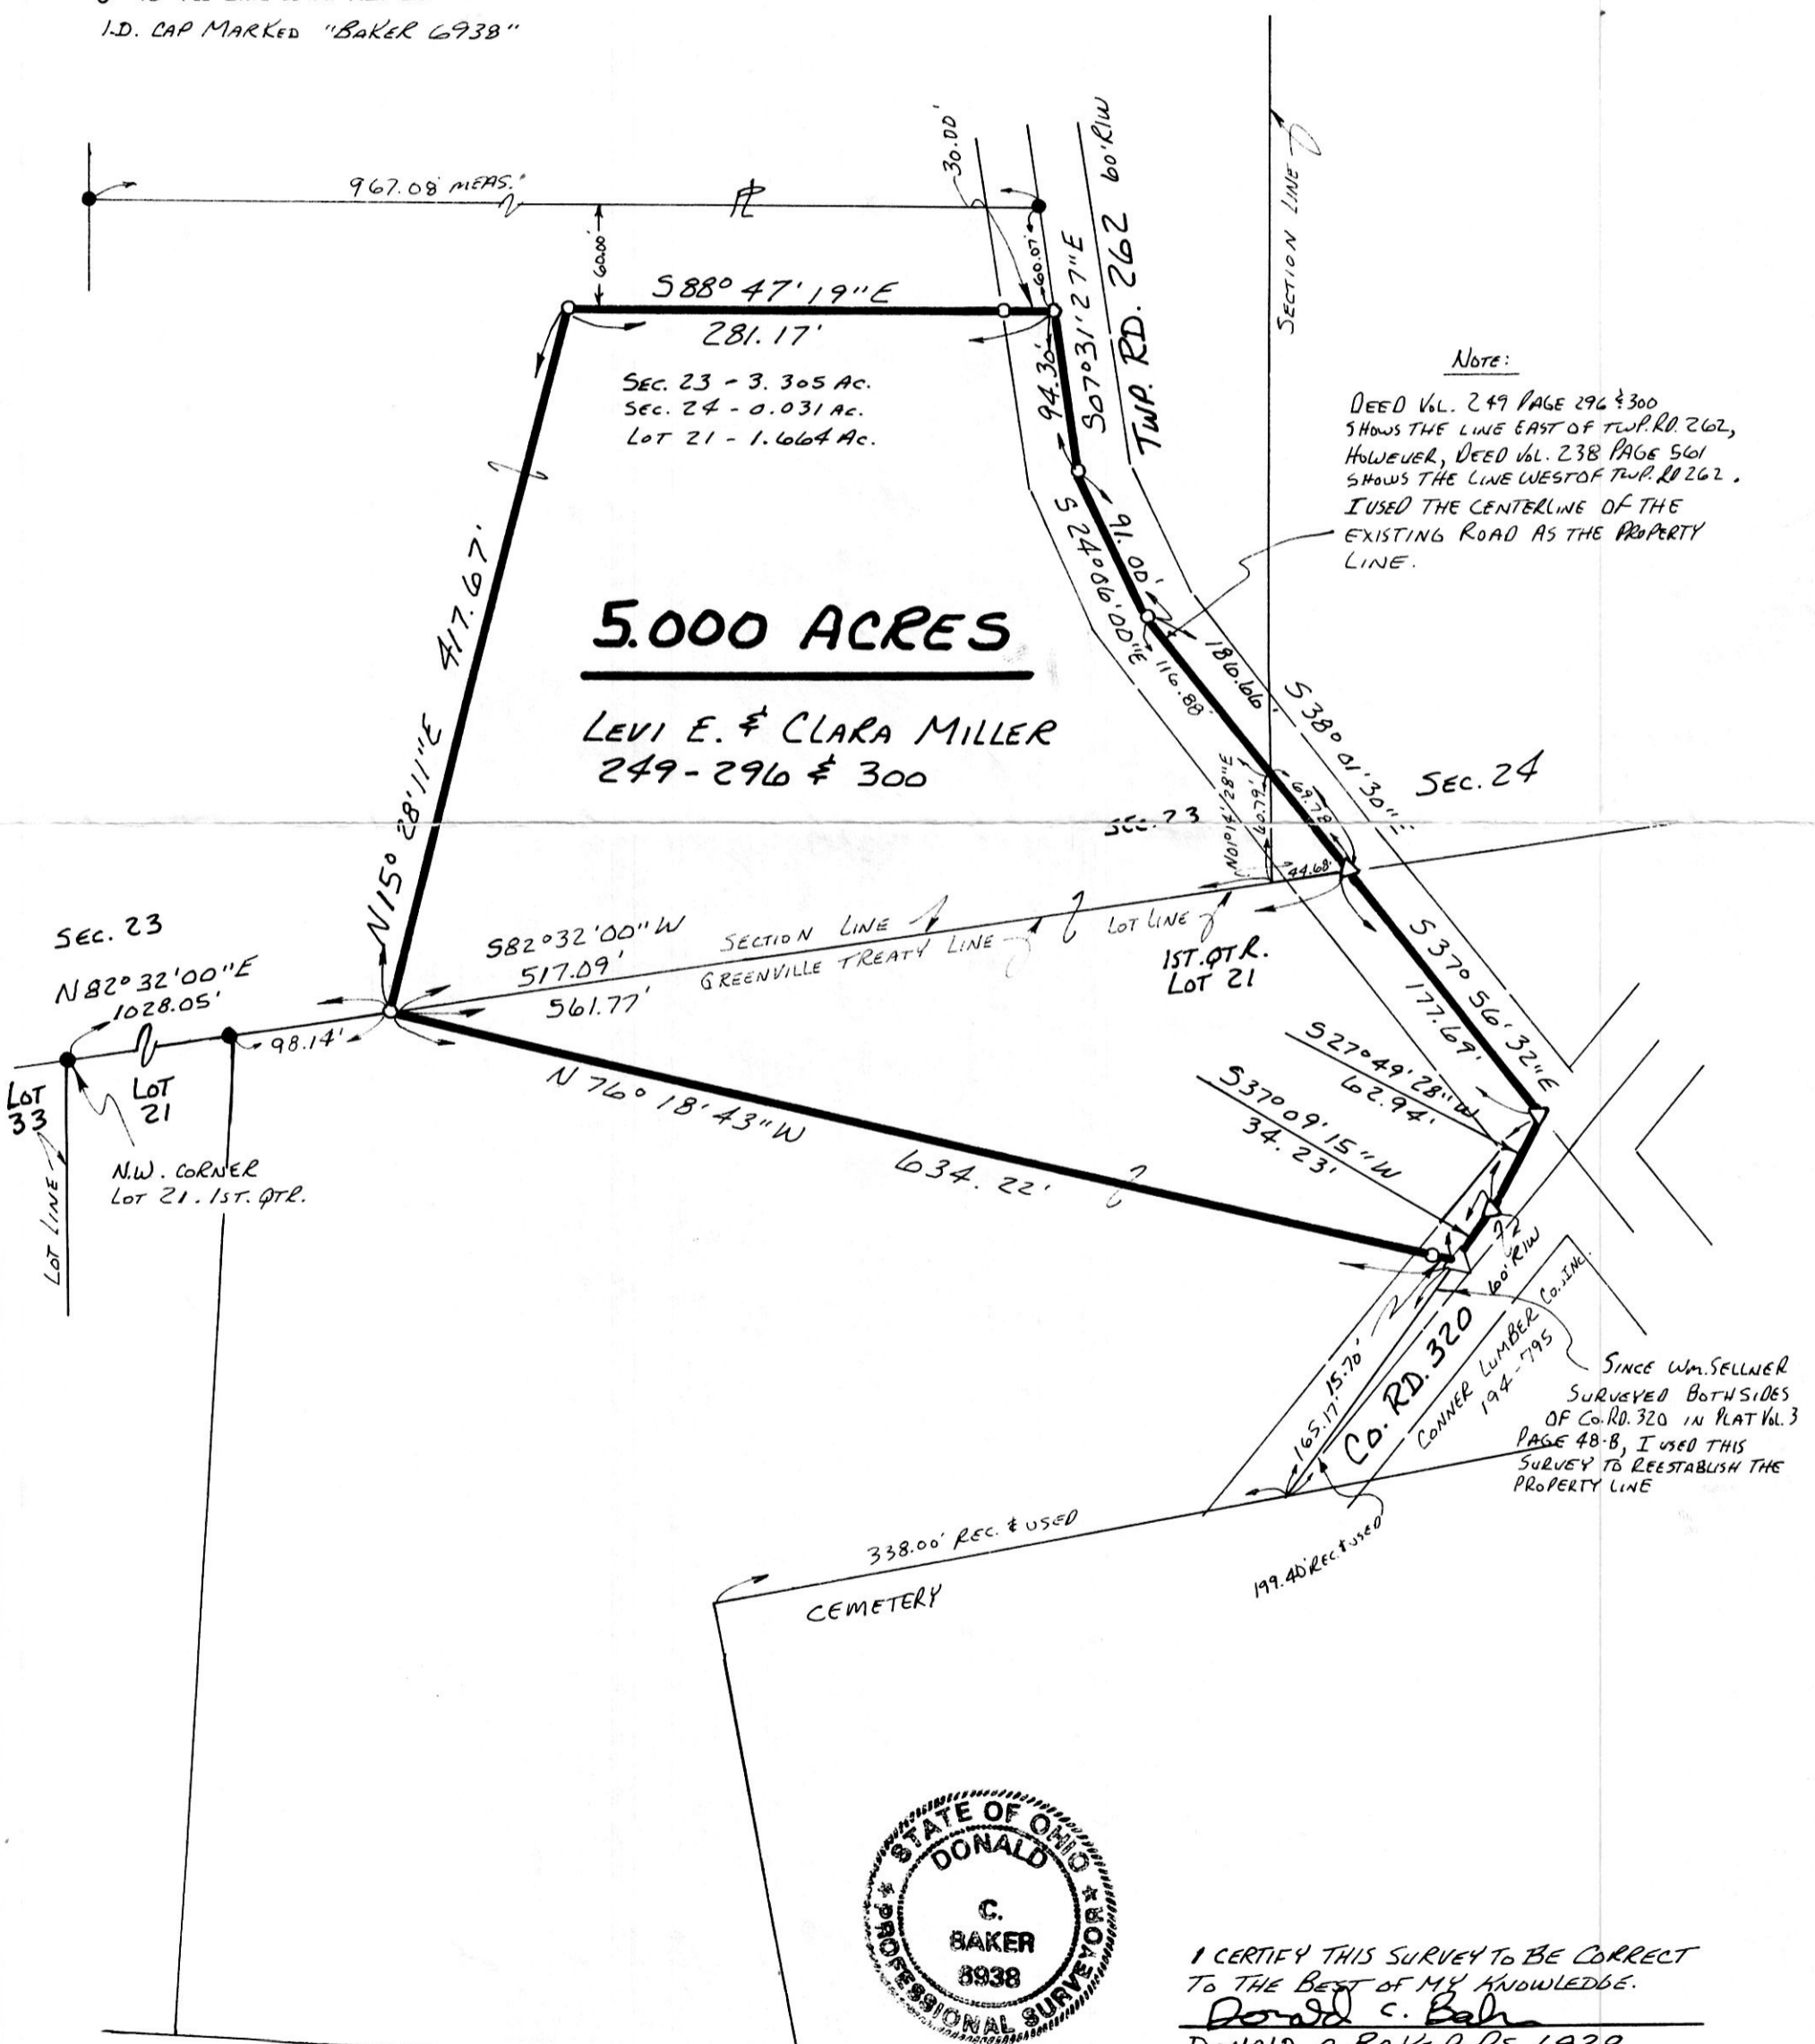 I.D. CAP MARKED "BAKER 6938"
967.08' MEAS.
PL
30.00'
60.00'
60.07'
TWP. RD. 262 60' R/W
SECTION LINE
S88° 47' 19"E
281.17'
94.30'
S07°31'27"E
SEC. 23 - 3.305 AC.
SEC. 24 - 0.031 AC.
LOT 21 - 1.664 AC.
NOTE:
DEED VOL. 249 PAGE 296 & 300
SHOWS THE LINE EAST OF TWP. RD. 262,
HOWEVER, DEED VOL. 238 PAGE 561
SHOWS THE LINE WEST OF TWP. RD 262.
I USED THE CENTERLINE OF THE
EXISTING ROAD AS THE PROPERTY
LINE.
417.67'
N15° 28' 11"E
S 24°06'00"E
91.00'
116.88'
186.66'
S38° 01' 30"E
5.000 ACRES
LEVI E. & CLARA MILLER
249-296 & 300
SEC. 24
SEC. 23
N01°14'28"E
60.79'
69.78'
44.68'
SEC. 23
N82°32'00"E
1028.05'
98.14'
S82°32'00"W
517.09'
561.77'
SECTION LINE
GREENVILLE TREATY LINE
LOT LINE
1ST. QTR.
LOT 21
S37° 56' 32"E
177.69'
S27°49'28"W
62.94'
S37°09'15"W
34.23'
LOT
33
LOT
21
LOT LINE
N.W. CORNER
LOT 21. 1ST. QTR.
N 76° 18' 43"W
634.22'
15.70'
165.17'
CO. RD. 320 60' R/W
CONNER LUMBER CO., INC.
194-795
SINCE WM. SELLNER
SURVEYED BOTH SIDES
OF CO. RD. 320 IN PLAT VOL. 3
PAGE 48-B, I USED THIS
SURVEY TO REESTABLISH THE
PROPERTY LINE
338.00' REC. & USED
199.40' REC. & USED
CEMETERY
STATE OF OHIO
DONALD
C.
BAKER
6938
PROFESSIONAL SURVEYOR
I CERTIFY THIS SURVEY TO BE CORRECT
TO THE BEST OF MY KNOWLEDGE.
Donald C. Baker